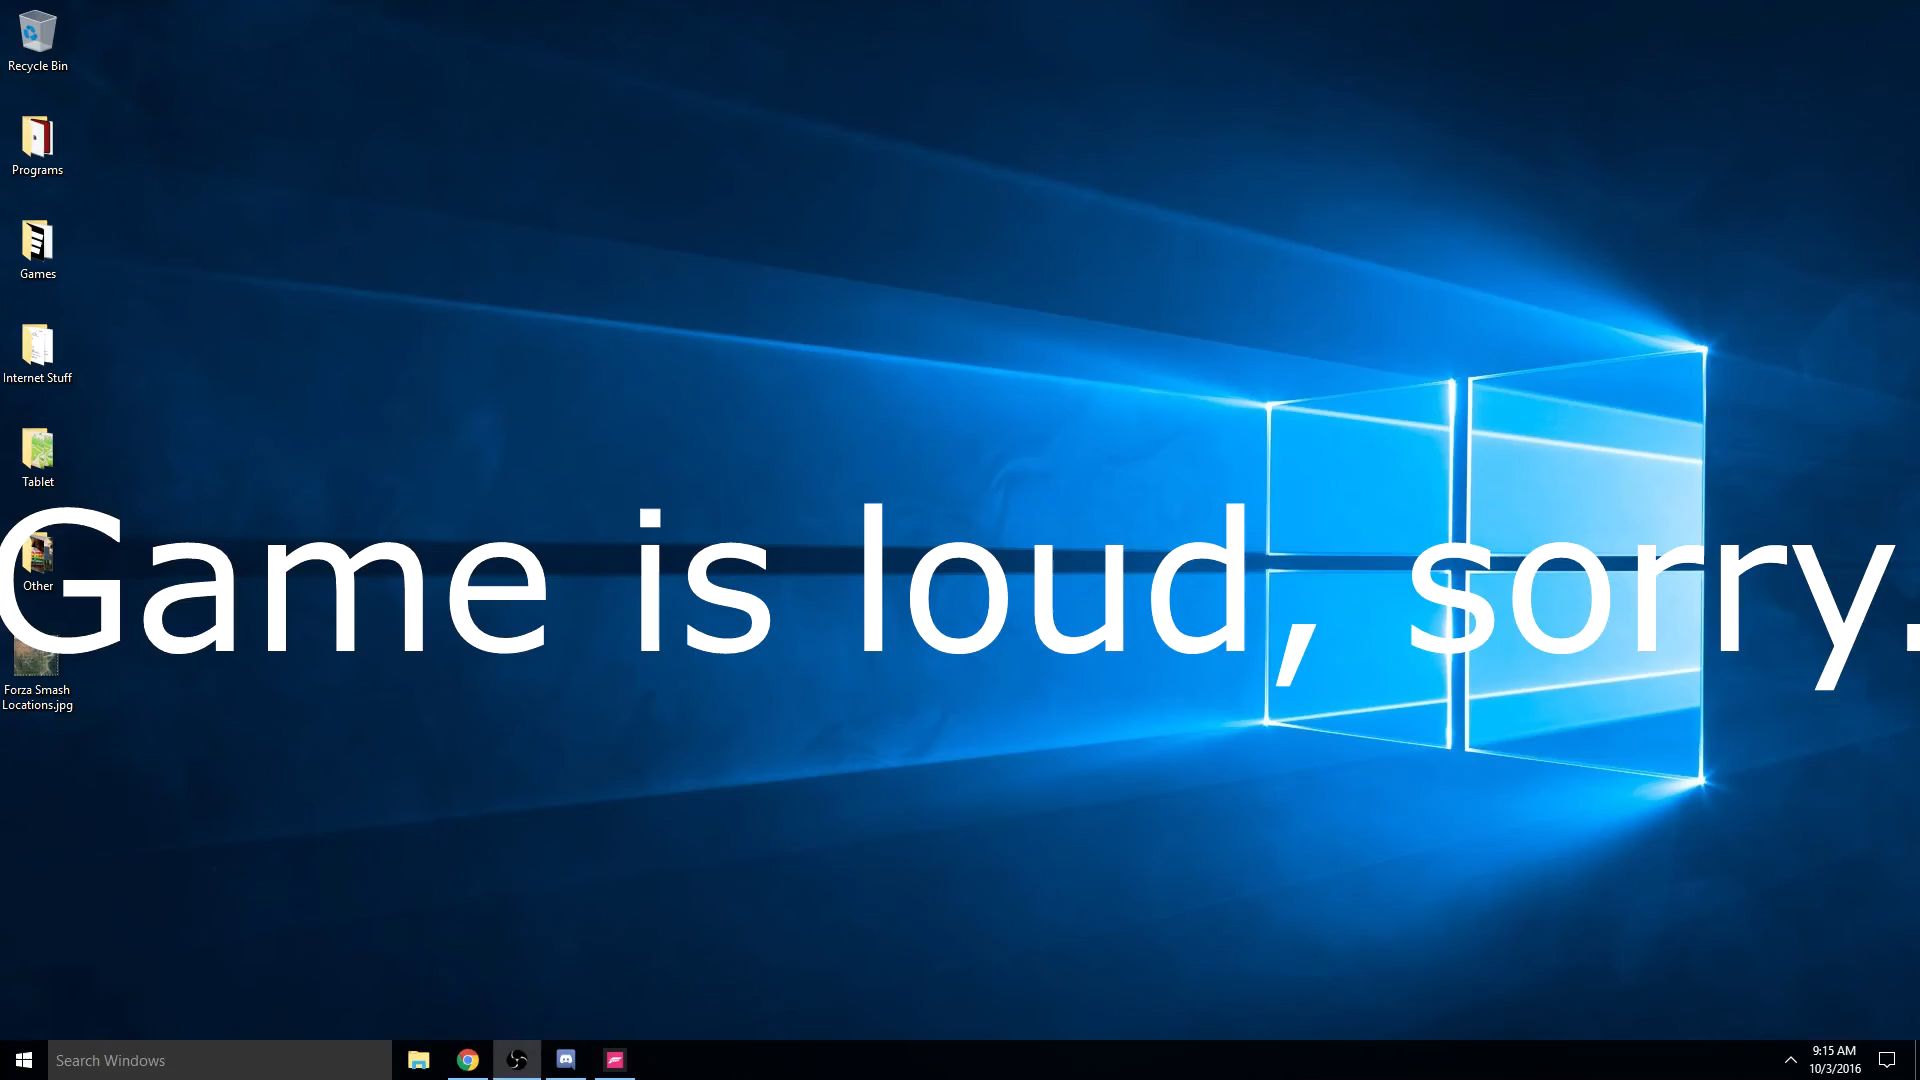 Recycle Bin
Programs
Games
Internet Stuff
Tablet
Game is loud, sorry.
Other
Forza Smash
Locations.jpg
Search Windows
9:15 AM
10/3/2016